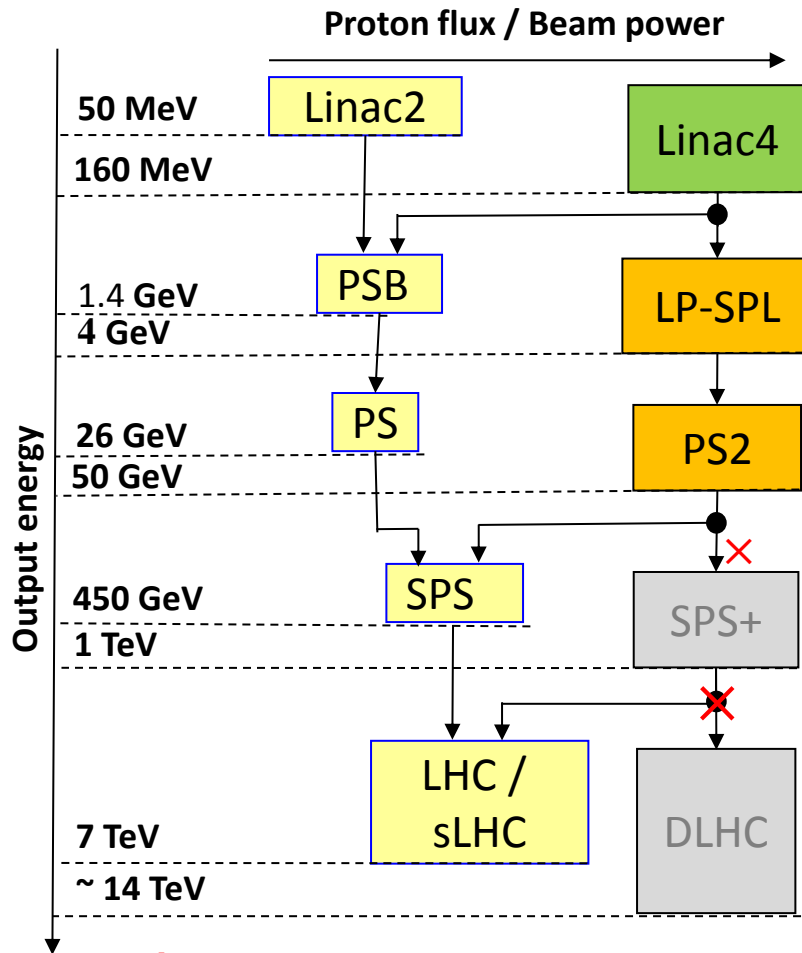 Proton flux / Beam power
50 MeV
Linac2
Linac4
160 MeV
PSB
LP-SPL
1.4 GeV
4 GeV
PS
PS2
26 GeV
50 GeV
Output energy
SPS
SPS+
450 GeV
1 TeV
LHC /
sLHC
DLHC
7 TeV
~ 14 TeV